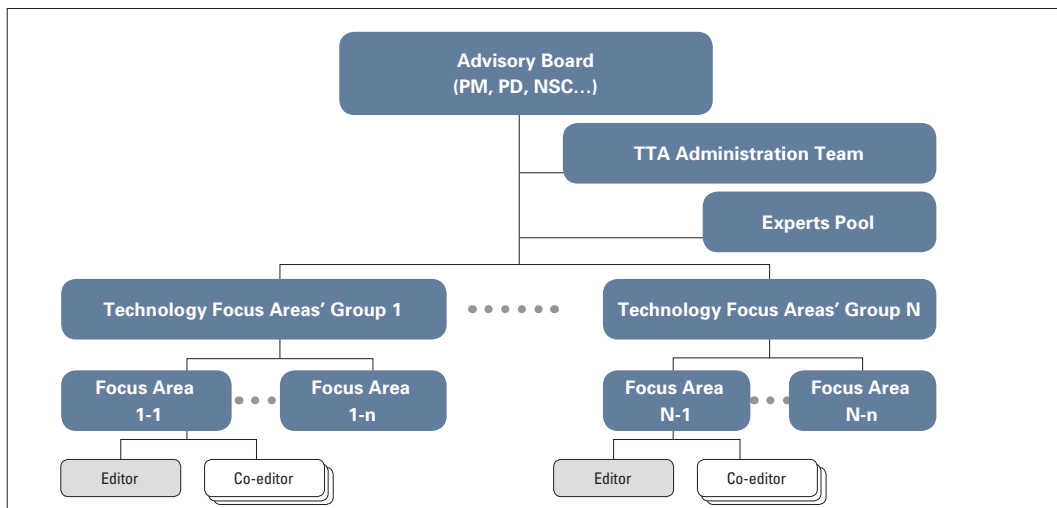 Advisory Board
(PM, PD, NSC…)
TTA Administration Team
Experts Pool
Technology Focus Areas’ Group 1
Technology Focus Areas’ Group N
Focus Area
1-1
Focus Area
1-n
Focus Area
N-1
Focus Area
N-n
Editor
Co-editor
Editor
Co-editor